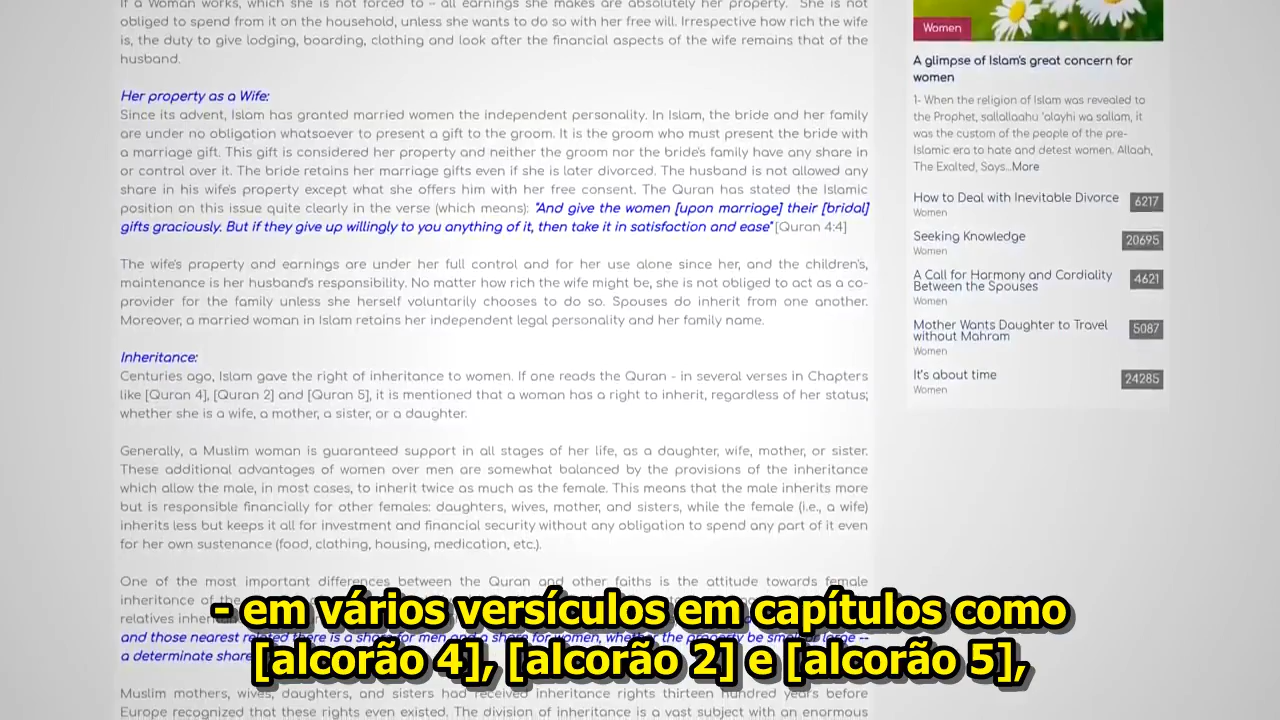 If a Woman works, which she is not forced to – all earnings she makes are absolutely her property. She is not
obliged to spend from it on the household, unless she wants to do so with her free will. Irrespective how rich the wife
is, the duty to give lodging, boarding, clothing and look after the financial aspects of the wife remains that of the
husband.
Her property as a Wife:
Since its advent, Islam has granted married women the independent personality. In Islam, the bride and her family
are under no obligation whatsoever to present a gift to the groom. It is the groom who must present the bride with
a marriage gift. This gift is considered her property and neither the groom nor the bride's family have any share in
or control over it. The bride retains her marriage gifts even if she is later divorced. The husband is not allowed any
share in his wife's property except what she offers him with her free consent. The Quran has stated the Islamic
position on this issue quite clearly in the verse (which means): "And give the women [upon marriage] their [bridal]
gifts graciously. But if they give up willingly to you anything of it, then take it in satisfaction and ease" [Quran 4:4]
The wife's property and earnings are under her full control and for her use alone since her, and the children's,
maintenance is her husband's responsibility. No matter how rich the wife might be, she is not obliged to act as a co-
provider for the family unless she herself voluntarily chooses to do so. Spouses do inherit from one another.
Moreover, a married woman in Islam retains her independent legal personality and her family name.
Inheritance:
Centuries ago, Islam gave the right of inheritance to women. If one reads the Quran - in several verses in Chapters
like [Quran 4], [Quran 2] and [Quran 5], it is mentioned that a woman has a right to inherit, regardless of her status;
whether she is a wife, a mother, a sister, or a daughter.
Generally, a Muslim woman is guaranteed support in all stages of her life, as a daughter, wife, mother, or sister.
These additional advantages of women over men are somewhat balanced by the provisions of the inheritance
which allow the male, in most cases, to inherit twice as much as the female. This means that the male inherits more
but is responsible financially for other females: daughters, wives, mother, and sisters, while the female (i.e., a wife)
inherits less but keeps it all for investment and financial security without any obligation to spend any part of it even
for her own sustenance (food, clothing, housing, medication, etc.).
One of the most important differences between the Quran and other faiths is the attitude towards female
inheritance of the
relatives
and those nearest related there is a share for men and a share for women, whether the property be small or large --
a determinate share
Muslim mothers, wives, daughters, and sisters had received inheritance rights thirteen hundred years before
Europe recognized that these rights even existed. The division of inheritance is a vast subject with an enormous
Women
A glimpse of Islam's great concern for
women
1- When the religion of Islam was revealed to
the Prophet, sallallaahu 'alayhi wa sallam, it
was the custom of the people of the pre-
Islamic era to hate and detest women. Allaah,
The Exalted, Says...More
How to Deal with Inevitable Divorce 6217
Women
Seeking Knowledge 20695
Women
A Call for Harmony and Cordiality 4621
Between the Spouses
Women
Mother Wants Daughter to Travel 5087
without Mahram
Women
It's about time 24285
Women
- em vários versículos em capítulos como
[alcorão 4], [alcorão 2] e [alcorão 5],